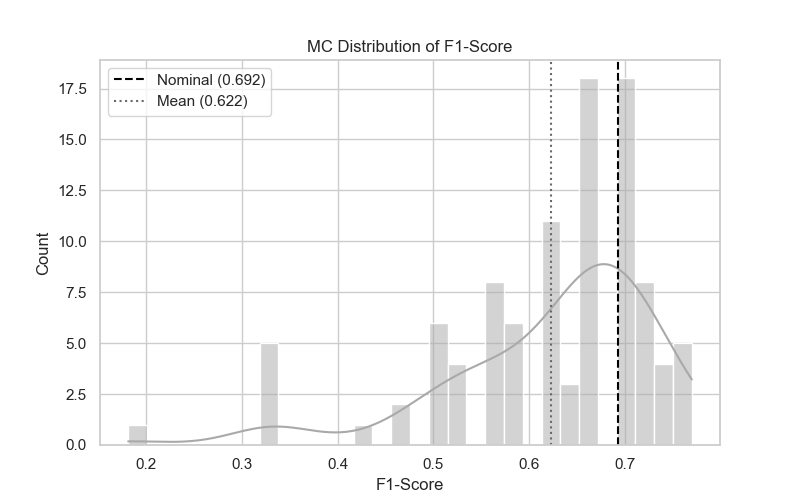 MC Distribution of F1-Score
Nominal (0.692)
Mean (0.622)
Count
17.5
15.0
12.5
10.0
7.5
5.0
2.5
0.0
0.2 0.3 0.4 0.5 0.6 0.7
F1-Score